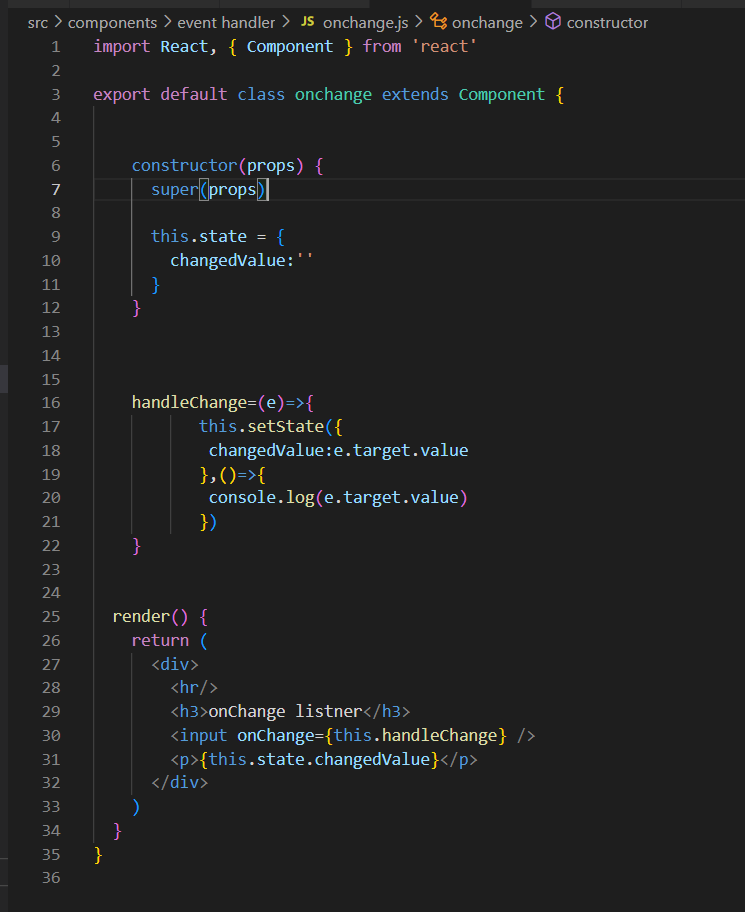 src > components > event handler > JS onchange.js > onchange > constructor
1 import React, { Component } from 'react'
2
3 export default class onchange extends Component {
4
5
6 constructor(props) {
7 super(props)
8
9 this.state = {
10 changedValue:''
11 }
12 }
13
14
15
16 handleChange=(e)=>{
17 this.setState({
18 changedValue:e.target.value
19 },()=>{
20 console.log(e.target.value)
21 })
22 }
23
24
25 render() {
26 return (
27 <div>
28 <hr/>
29 <h3>onChange listner</h3>
30 <input onChange={this.handleChange} />
31 <p>{this.state.changedValue}</p>
32 </div>
33 )
34 }
35 }
36